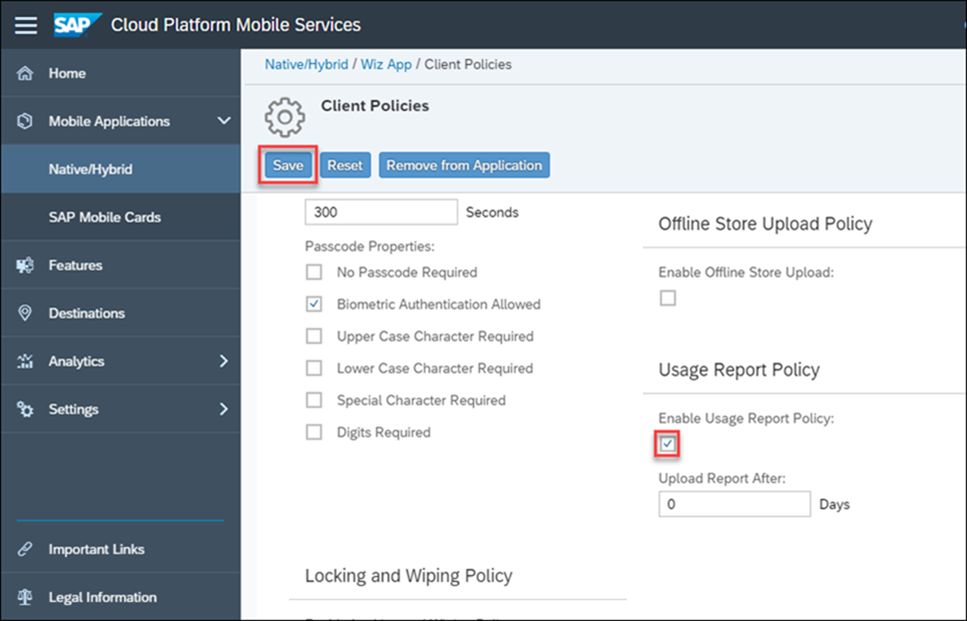 SAP Cloud Platform Mobile Services
Home
Mobile Applications
Native/Hybrid
SAP Mobile Cards
Features
Destinations
Analytics
Settings
Important Links
Legal Information
Native/Hybrid / Wiz App / Client Policies
Client Policies
Save Reset Remove from Application
300 Seconds
Passcode Properties:
No Passcode Required
Biometric Authentication Allowed
Upper Case Character Required
Lower Case Character Required
Special Character Required
Digits Required
Locking and Wiping Policy
Offline Store Upload Policy
Enable Offline Store Upload:
Usage Report Policy
Enable Usage Report Policy:
Upload Report After:
0 Days